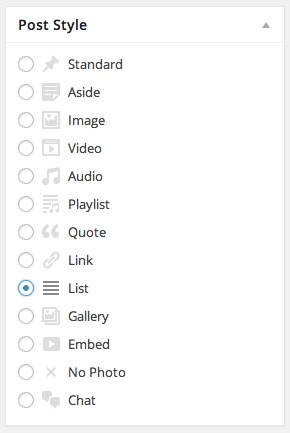 Post Style
Standard
Aside
Image
Video
Audio
Playlist
Quote
Link
List
Gallery
Embed
No Photo
Chat